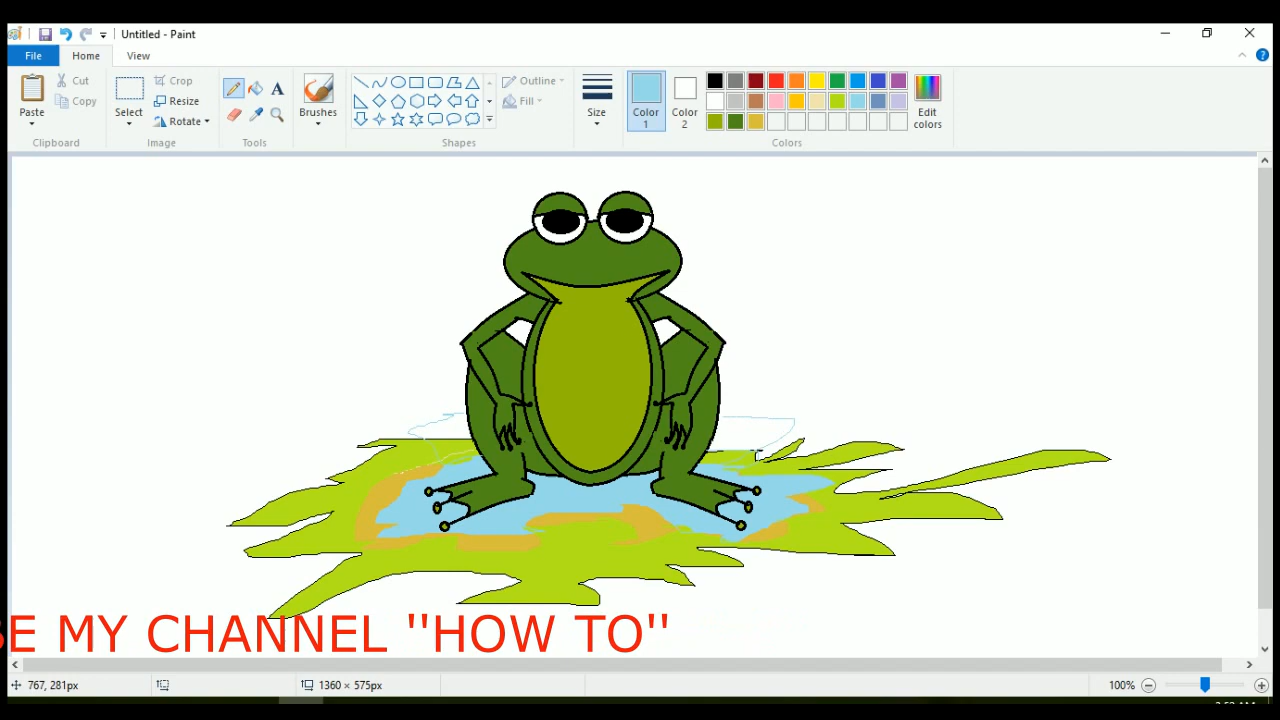 Untitled - Paint
File Home View
Paste
Cut
Copy
Clipboard
Select
Crop
Resize
Rotate
Image
A
Tools
Brushes
Outline
Fill
Shapes
Size
Color 1
Color 2
Edit colors
Colors
BE MY CHANNEL "HOW TO"
767, 281px
1360 × 575px
100%